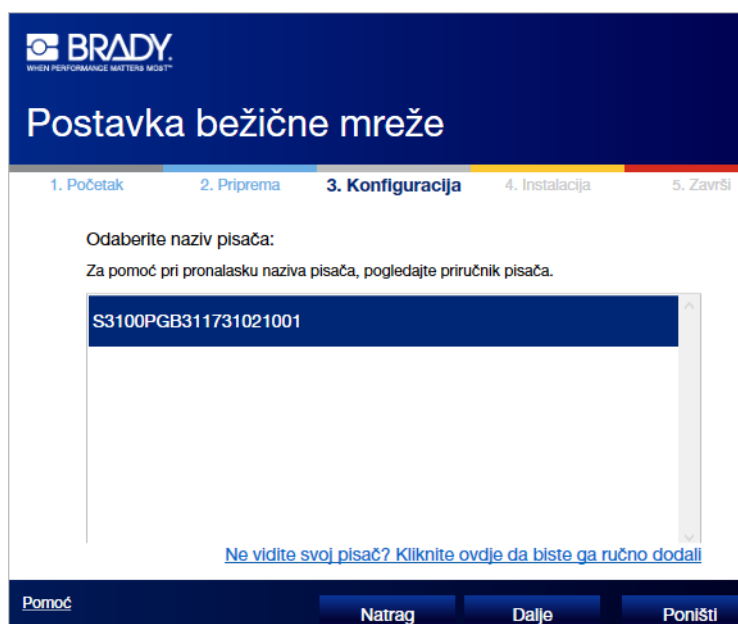 BRADY.
WHEN PERFORMANCE MATTERS MOST™
Postavka bežične mreže
1. Početak 2. Priprema 3. Konfiguracija 4. Instalacija 5. Završi
Odaberite naziv pisača:
Za pomoć pri pronalasku naziva pisača, pogledajte priručnik pisača.
S3100PGB311731021001
Ne vidite svoj pisač? Kliknite ovdje da biste ga ručno dodali
Pomoć Natrag Dalje Poništi